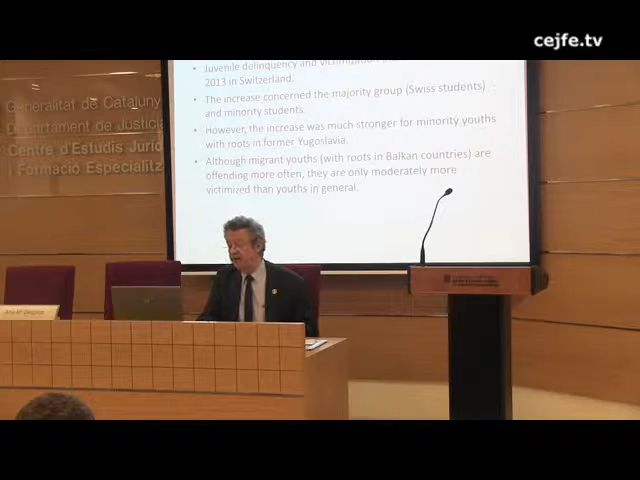 cejfe.tv
Juvenile delinquency and victimization
2013 in Switzerland.
• The increase concerned the majority group (Swiss students)
and minority students.
• However, the increase was much stronger for minority youths
with roots in former Yugoslavia.
• Although migrant youths (with roots in Balkan countries) are
offending more often, they are only moderately more
victimized than youths in general.
Generalitat de Catalunya
Departament de Justícia
Centre d'Estudis Jurí
i Formació Especialitz